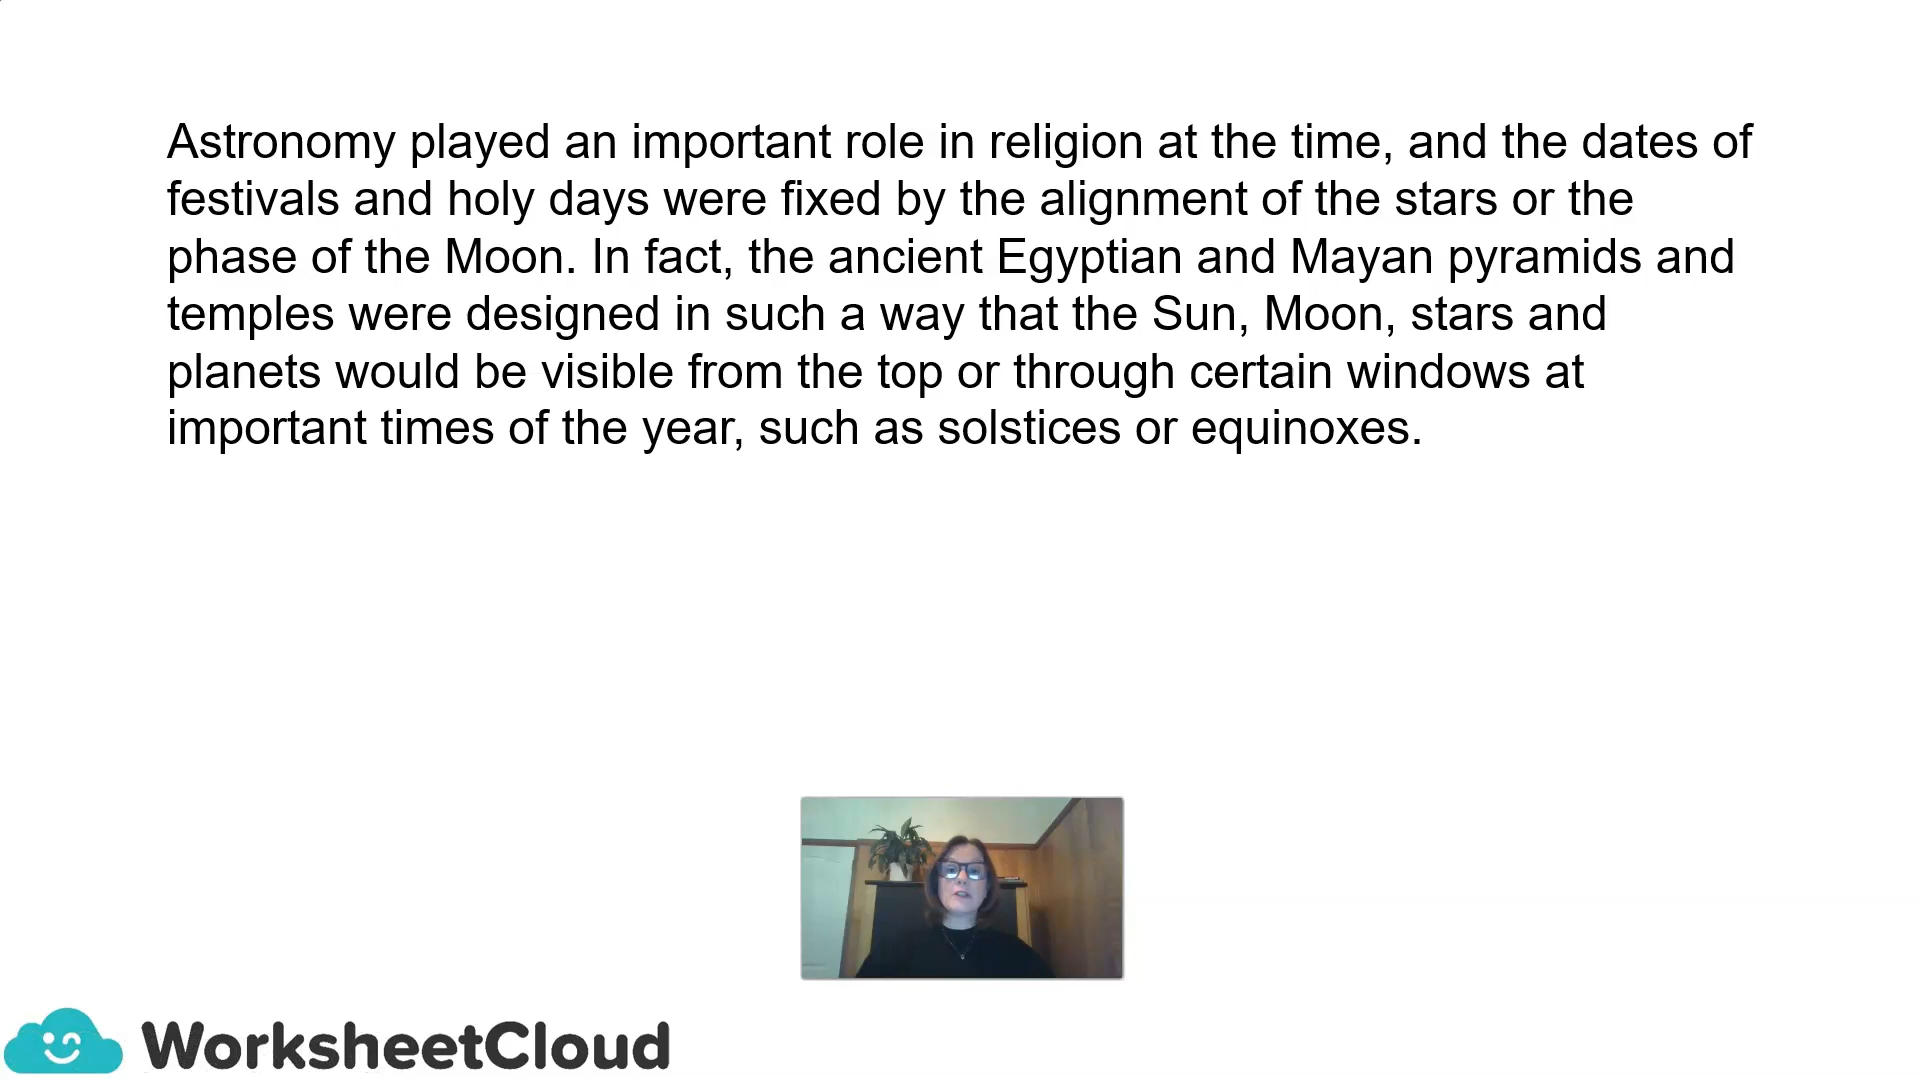 Astronomy played an important role in religion at the time, and the dates of
festivals and holy days were fixed by the alignment of the stars or the
phase of the Moon. In fact, the ancient Egyptian and Mayan pyramids and
temples were designed in such a way that the Sun, Moon, stars and
planets would be visible from the top or through certain windows at
important times of the year, such as solstices or equinoxes.
WorksheetCloud